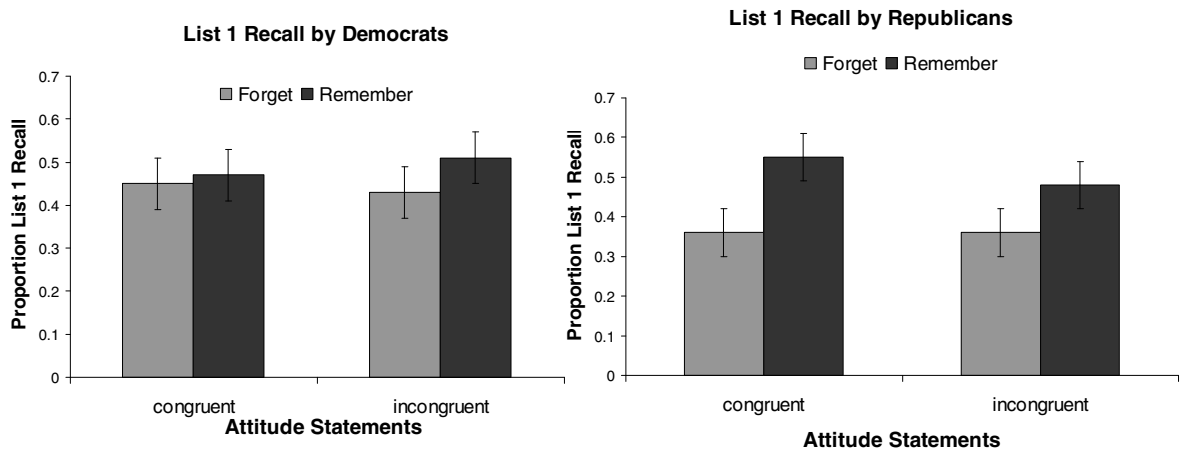 List 1 Recall by Democrats
Forget Remember
Proportion List 1 Recall
0.7
0.6
0.5
0.4
0.3
0.2
0.1
0
congruent incongruent
Attitude Statements
List 1 Recall by Republicans
Forget Remember
Proportion List 1 Recall
0.7
0.6
0.5
0.4
0.3
0.2
0.1
0
congruent incongruent
Attitude Statements